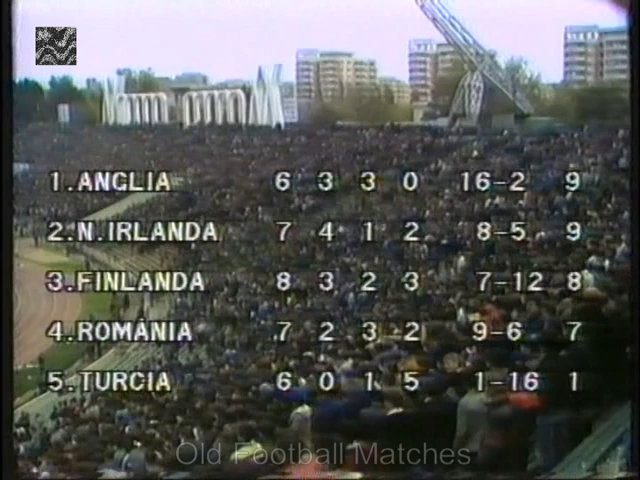 1.ANGLIA 6 3 3 0 16-2 9
2.N.IRLANDA 7 4 1 2 8-5 9
3.FINLANDA 8 3 2 3 7-12 8
4.ROMÂNIA 7 2 3 2 9-6 7
5.TURCIA 6 0 1 5 1-16 1
Old Football Matches